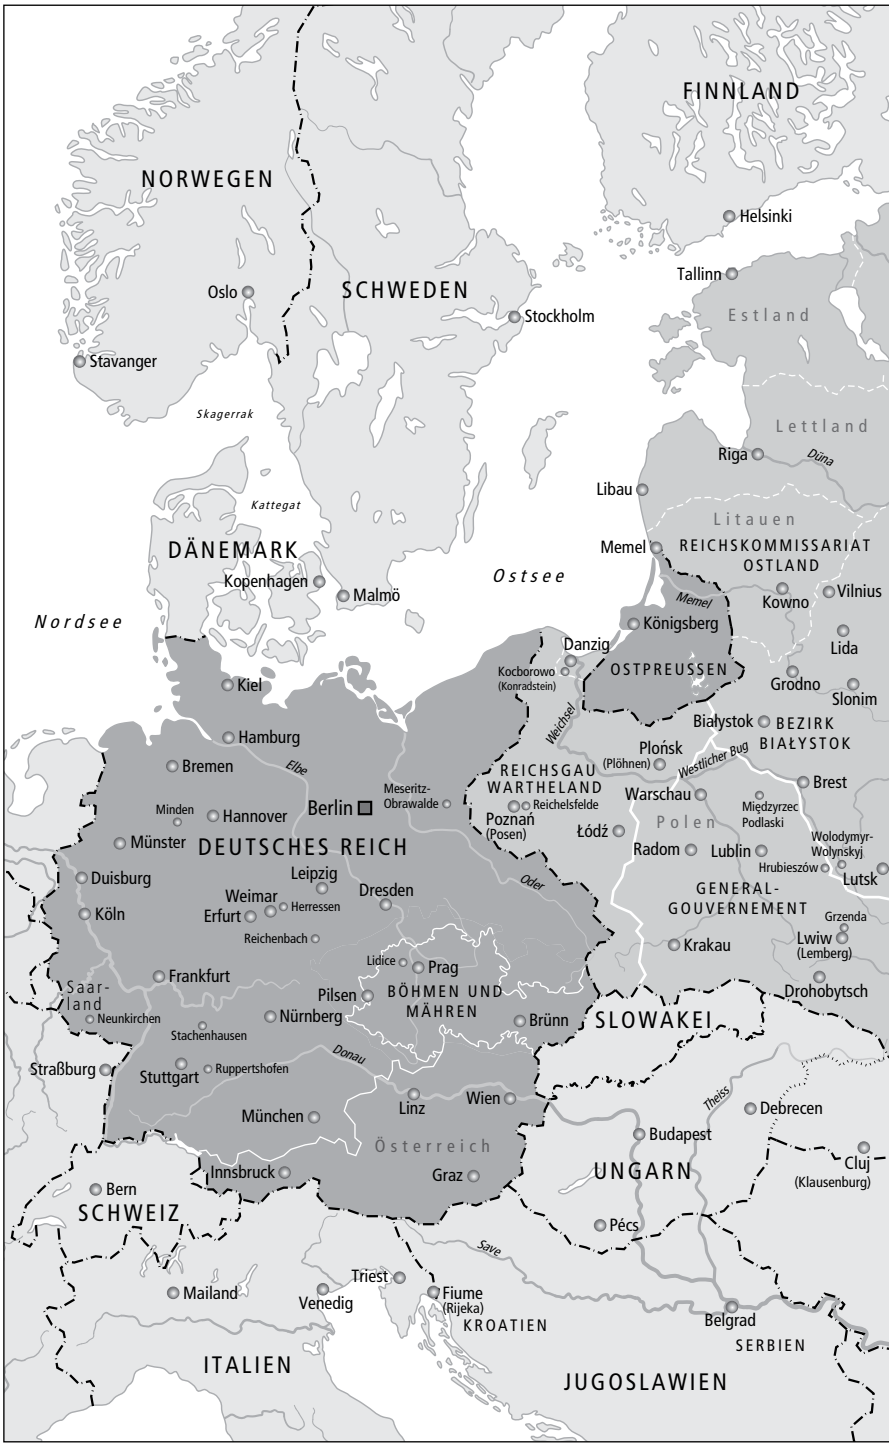 FINNLAND
NORWEGEN
Helsinki
Tallinn
Oslo
SCHWEDEN
Estland
Stockholm
Stavanger
Skagerrak
Lettland
Riga
Düna
Libau
Kattegat
Litauen
DÄNEMARK
Memel
REICHSKOMMISSARIAT
OSTLAND
Ostsee
Kopenhagen
Malmö
Memel
Kowno
Vilnius
Nordsee
Königsberg
Lida
Danzig
Kocborowo
(Konradstein)
OSTPREUSSEN
Grodno
Slonim
Kiel
Weichsel
Białystok
BEZIRK
BIAŁYSTOK
Hamburg
Płońsk
(Plöhnen)
Westlicher Bug
Bremen
Elbe
REICHSGAU
WARTHELAND
Meseritz-
Obrawalde
Brest
Warschau
Międzyrzec
Podlaski
Minden
Hannover
Berlin
Reichelsfelde
Poznań
(Posen)
Polen
Łódź
Münster
DEUTSCHES REICH
Radom
Lublin
Wolodymyr-
Wolynskyj
Hrubieszów
Lutsk
Duisburg
Leipzig
Oder
Weimar
Dresden
GENERAL-
GOUVERNEMENT
Herressen
Köln
Erfurt
Grzenda
Reichenbach
Krakau
Lwiw
(Lemberg)
Lidice
Prag
Frankfurt
Saar-
land
Drohobytsch
Pilsen
BÖHMEN UND
MÄHREN
Neunkirchen
Nürnberg
Brünn
SLOWAKEI
Stachenhausen
Donau
Straßburg
Stuttgart
Ruppertshofen
Theiss
Linz
Wien
Debrecen
München
Budapest
Österreich
Cluj
(Klausenburg)
Innsbruck
Graz
UNGARN
Bern
SCHWEIZ
Pécs
Save
Triest
Mailand
Venedig
Fiume
(Rijeka)
Belgrad
KROATIEN
SERBIEN
ITALIEN
JUGOSLAWIEN